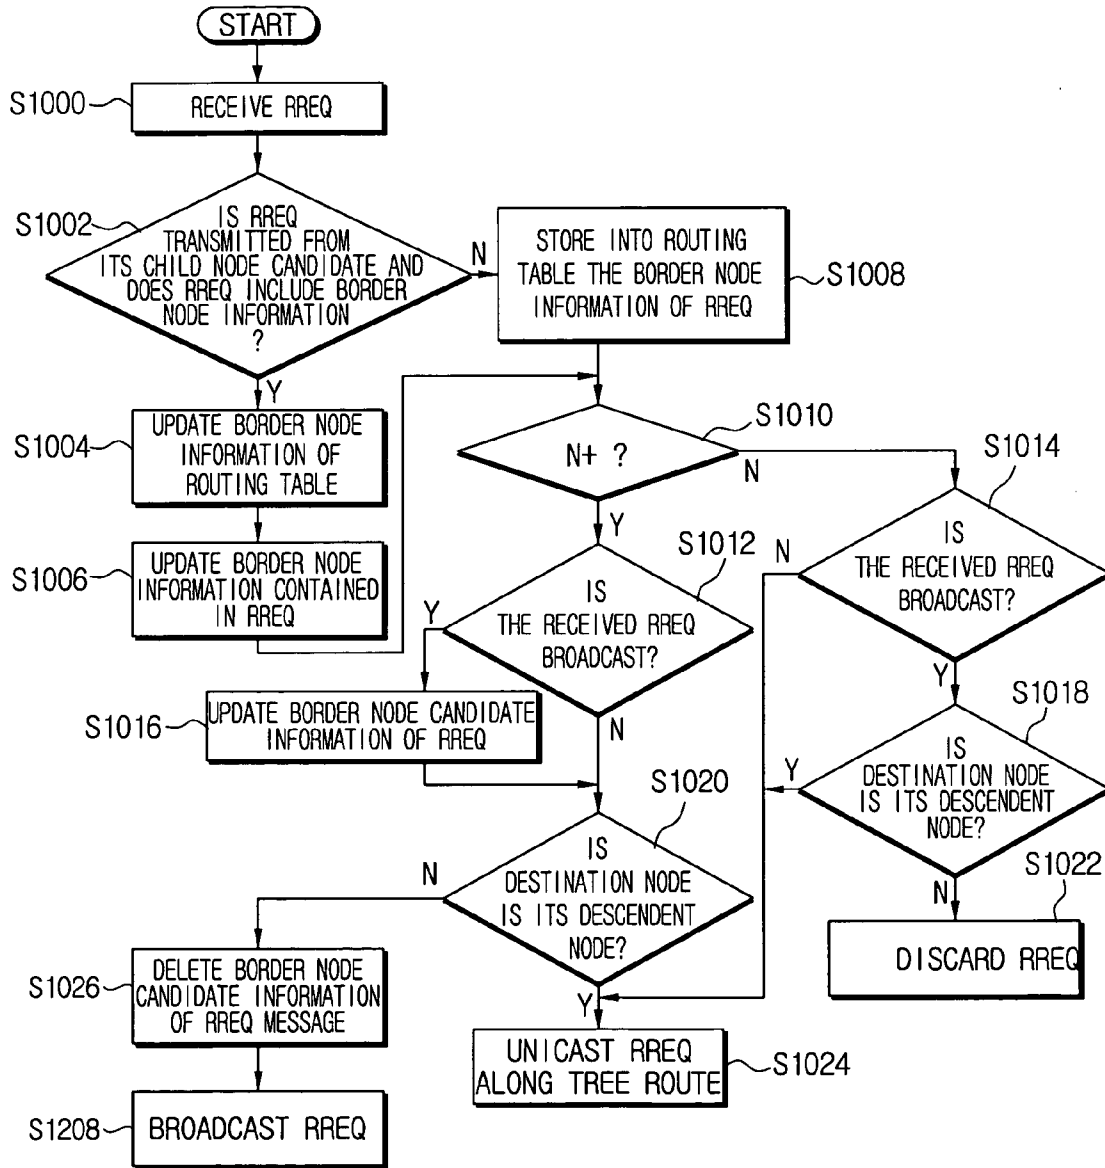 START
S1000
RECEIVE RREQ
S1002
IS RREQ
TRANSMITTED FROM
ITS CHILD NODE CANDIDATE AND
DOES RREQ INCLUDE BORDER
NODE INFORMATION
?
N
Y
STORE INTO ROUTING
TABLE THE BORDER NODE
INFORMATION OF RREQ
S1008
S1004
UPDATE BORDER NODE
INFORMATION OF
ROUTING TABLE
S1006
UPDATE BORDER NODE
INFORMATION CONTAINED
IN RREQ
N+ ?
S1010
N
Y
S1014
IS
THE RECEIVED RREQ
BROADCAST?
N
Y
S1012
IS
THE RECEIVED RREQ
BROADCAST?
Y
N
S1016
UPDATE BORDER NODE CANDIDATE
INFORMATION OF RREQ
S1018
IS
DESTINATION NODE
IS ITS DESCENDENT
NODE?
Y
N
S1020
IS
DESTINATION NODE
IS ITS DESCENDENT
NODE?
N
Y
S1022
DISCARD RREQ
S1026
DELETE BORDER NODE
CANDIDATE INFORMATION
OF RREQ MESSAGE
UNICAST RREQ
ALONG TREE ROUTE
S1024
S1208
BROADCAST RREQ